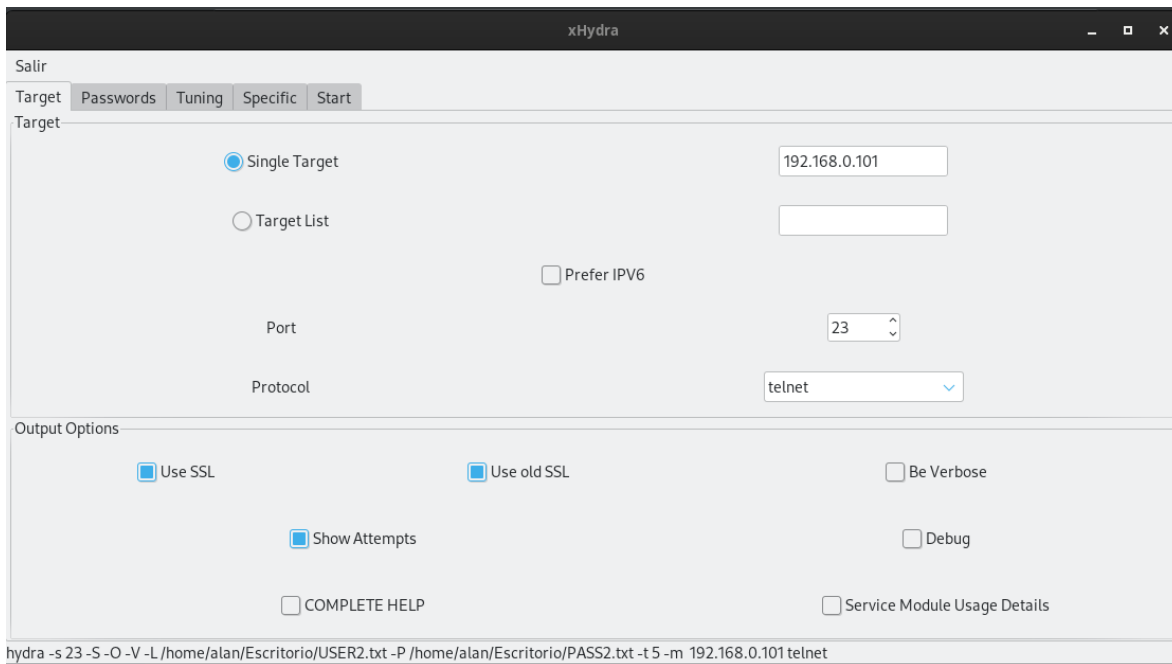 xHydra
Salir
Target Passwords Tuning Specific Start
Target
Single Target 192.168.0.101
Target List
Prefer IPV6
Port 23
Protocol telnet
Output Options
Use SSL Use old SSL Be Verbose
Show Attempts Debug
COMPLETE HELP Service Module Usage Details
hydra -s 23 -S -O -V -L /home/alan/Escritorio/USER2.txt -P /home/alan/Escritorio/PASS2.txt -t 5 -m 192.168.0.101 telnet